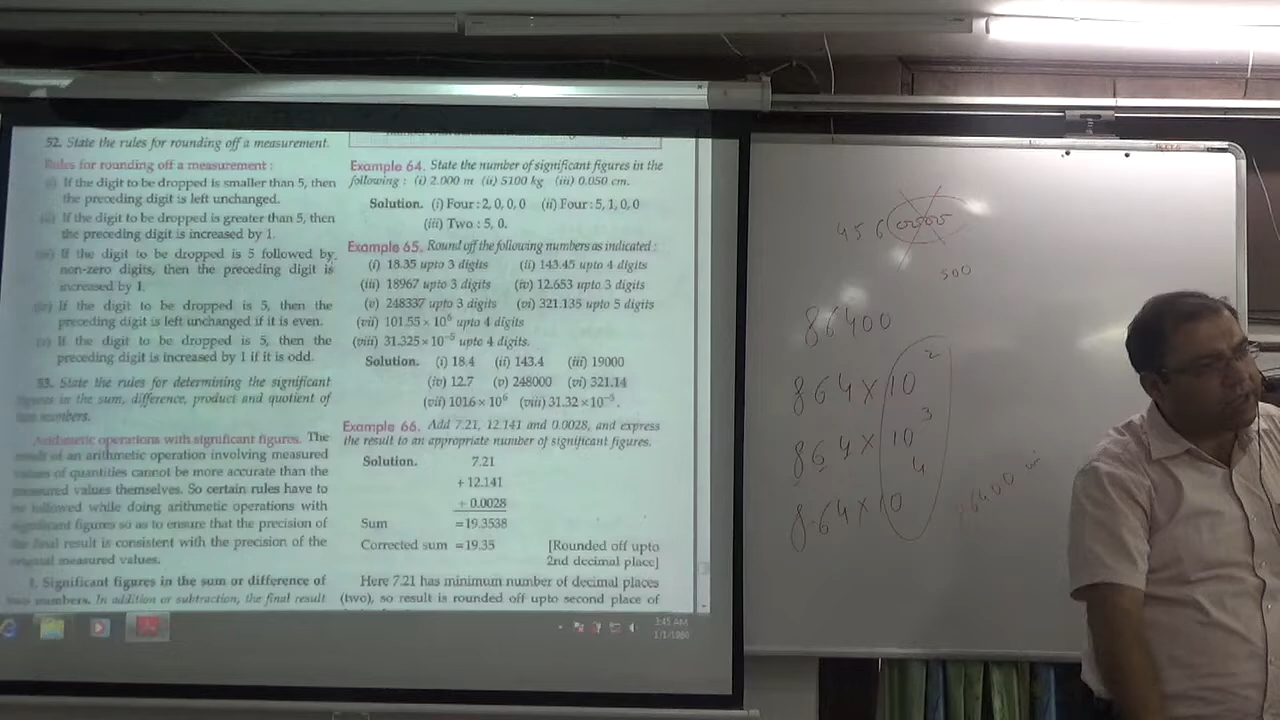 52. State the rules for rounding off a measurement.
Rules for rounding off a measurement :
If the digit to be dropped is smaller than 5, then
the preceding digit is left unchanged.
If the digit to be dropped is greater than 5, then
the preceding digit is increased by 1.
If the digit to be dropped is 5 followed by
non-zero digits, then the preceding digit is
increased by 1.
If the digit to be dropped is 5, then the
preceding digit is left unchanged if it is even.
If the digit to be dropped is 5, then the
preceding digit is increased by 1 if it is odd.
53. State the rules for determining the significant
figures in the sum, difference, product and quotient of
two numbers.
Arithmetic operations with significant figures. The
result of an arithmetic operation involving measured
values of quantities cannot be more accurate than the
measured values themselves. So certain rules have to
be followed while doing arithmetic operations with
significant figures so as to ensure that the precision of
the final result is consistent with the precision of the
original measured values.
1. Significant figures in the sum or difference of
two numbers. In addition or subtraction, the final result
Example 64. State the number of significant figures in the
following : (i) 2.000 m (ii) 5100 kg (iii) 0.050 cm.
Solution. (i) Four : 2, 0, 0, 0 (ii) Four : 5, 1, 0, 0
(iii) Two : 5, 0.
Example 65. Round off the following numbers as indicated :
(i) 18.35 upto 3 digits (ii) 143.45 upto 4 digits
(iii) 18967 upto 3 digits (iv) 12.653 upto 3 digits
(v) 248337 upto 3 digits (vi) 321.135 upto 5 digits
(vii) 101.55 × 10⁶ upto 4 digits
(viii) 31.325 × 10⁻⁵ upto 4 digits.
Solution. (i) 18.4 (ii) 143.4 (iii) 19000
(iv) 12.7 (v) 248000 (vi) 321.14
(vii) 101.6 × 10⁶ (viii) 31.32 × 10⁻⁵.
Example 66. Add 7.21, 12.141 and 0.0028, and express
the result to an appropriate number of significant figures.
Solution. 7.21
+ 12.141
+ 0.0028
Sum = 19.3538
Corrected sum = 19.35 [Rounded off upto
2nd decimal place]
Here 7.21 has minimum number of decimal places
(two), so result is rounded off upto second place of
3:45 AM
1/1/1980
456
500
86400
864 × 10²
864 × 10³
8.64 × 10⁴